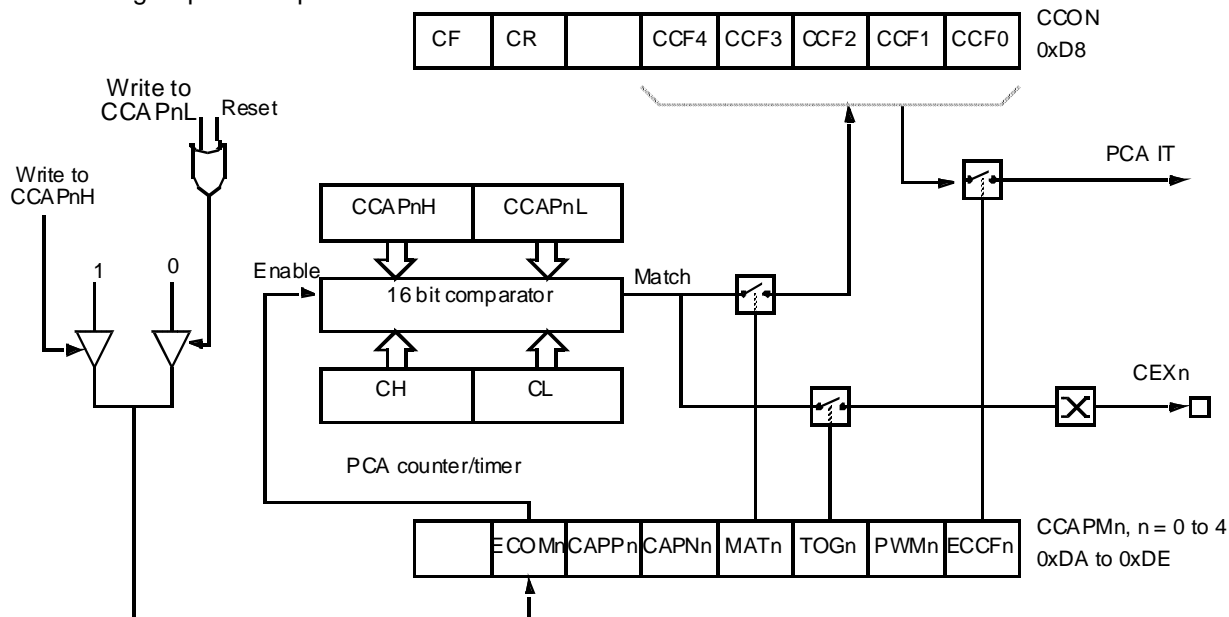 CF CR CCF4 CCF3 CCF2 CCF1 CCF0
CCON
0xD8
Write to
CCAPnL
Reset
Write to
CCAPnH
PCA IT
CCAPnH CCAPnL
1 0
Enable
16 bit comparator
Match
CH CL
CEXn
PCA counter/timer
ECOMn CAPPn CAPNn MATn TOGn PWMn ECCFn
CCAPMn, n = 0 to 4
0xDA to 0xDE